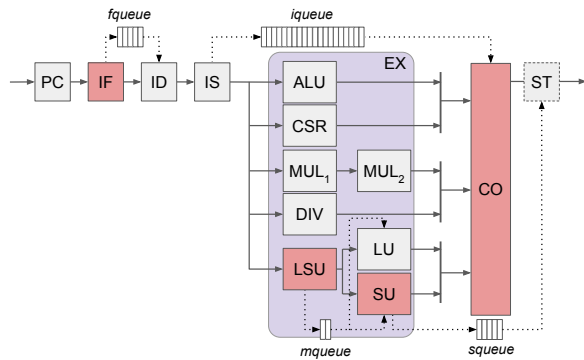 fqueue
iqueue
EX
PC
IF
ID
IS
ALU
ST
CSR
MUL1
MUL2
CO
DIV
LU
LSU
SU
mqueue
squeue